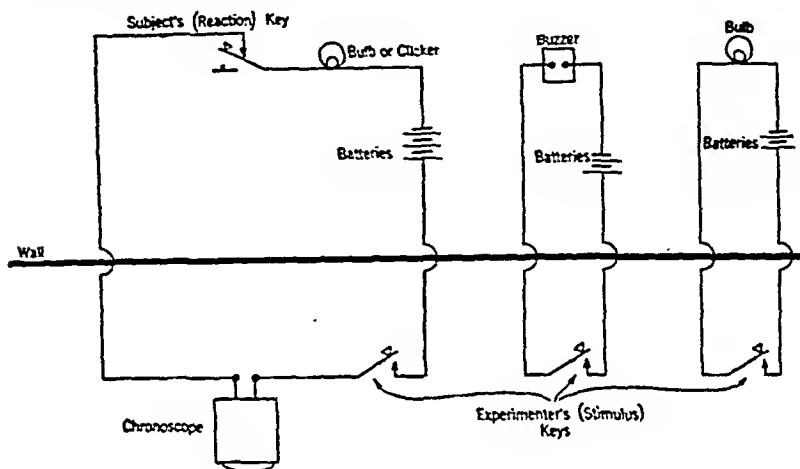 Subject's (Reaction) Key
Bulb or Clicker
Buzzer
Bulb
Batteries
Batteries
Batteries
Wall
Chronoscope
Experimenter's (Stimulus)
Keys